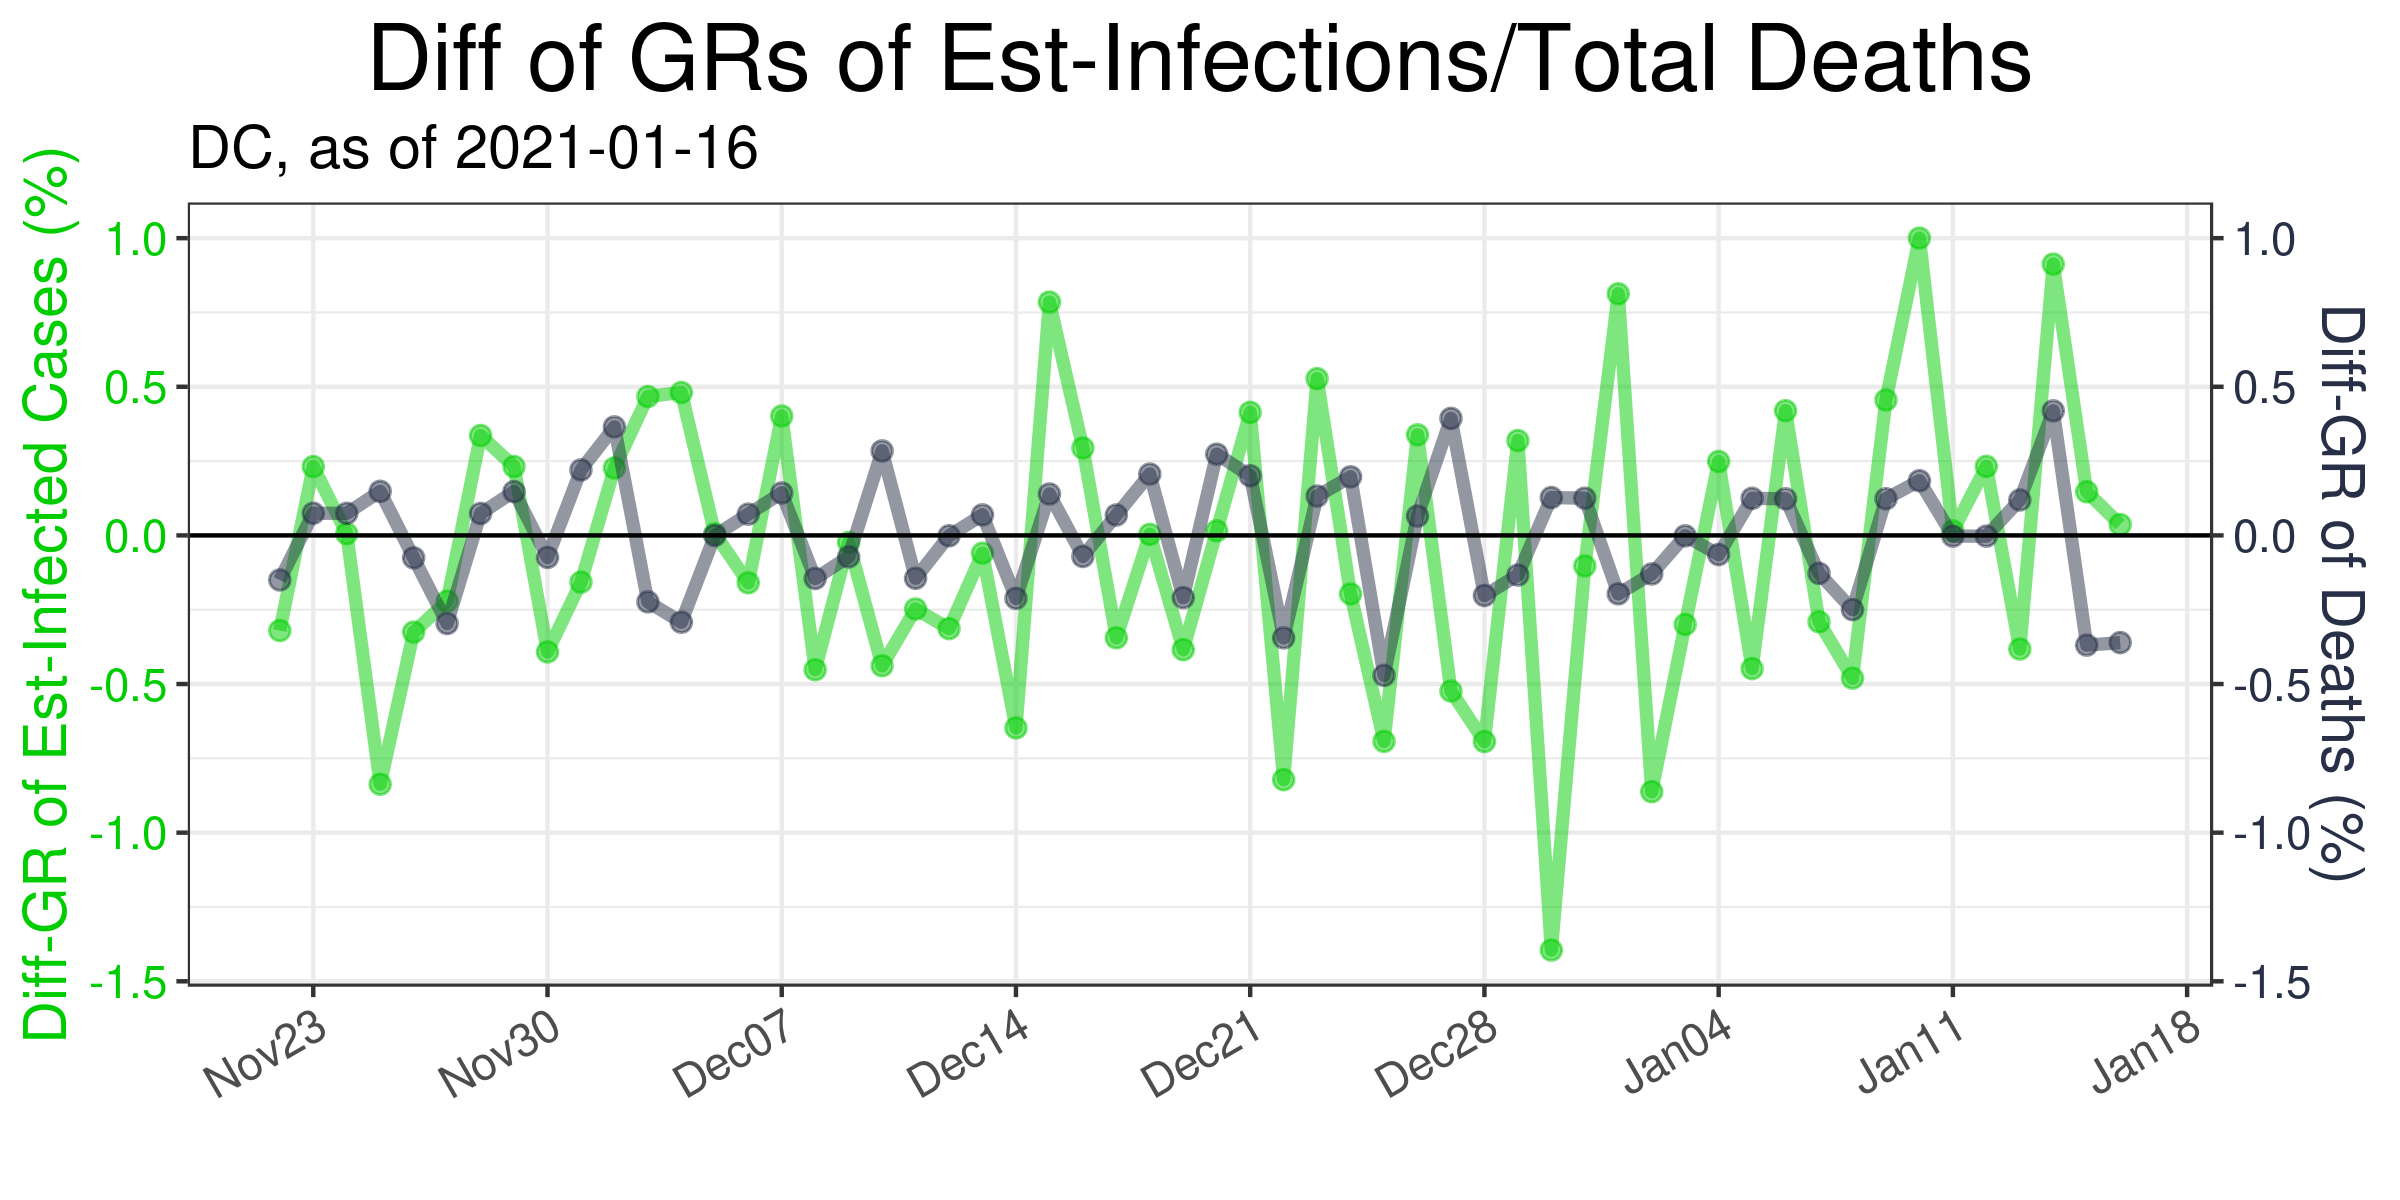 Diff of GRs of Est-Infections/Total Deaths
DC, as of 2021-01-16
Diff-GR of Est-Infected Cases (%)
1.0
0.5
0.0
-0.5
-1.0
-1.5
1.0
0.5
0.0
-0.5
-1.0
-1.5
Diff-GR of Deaths (%)
Nov23
Nov30
Dec07
Dec14
Dec21
Dec28
Jan04
Jan11
Jan18